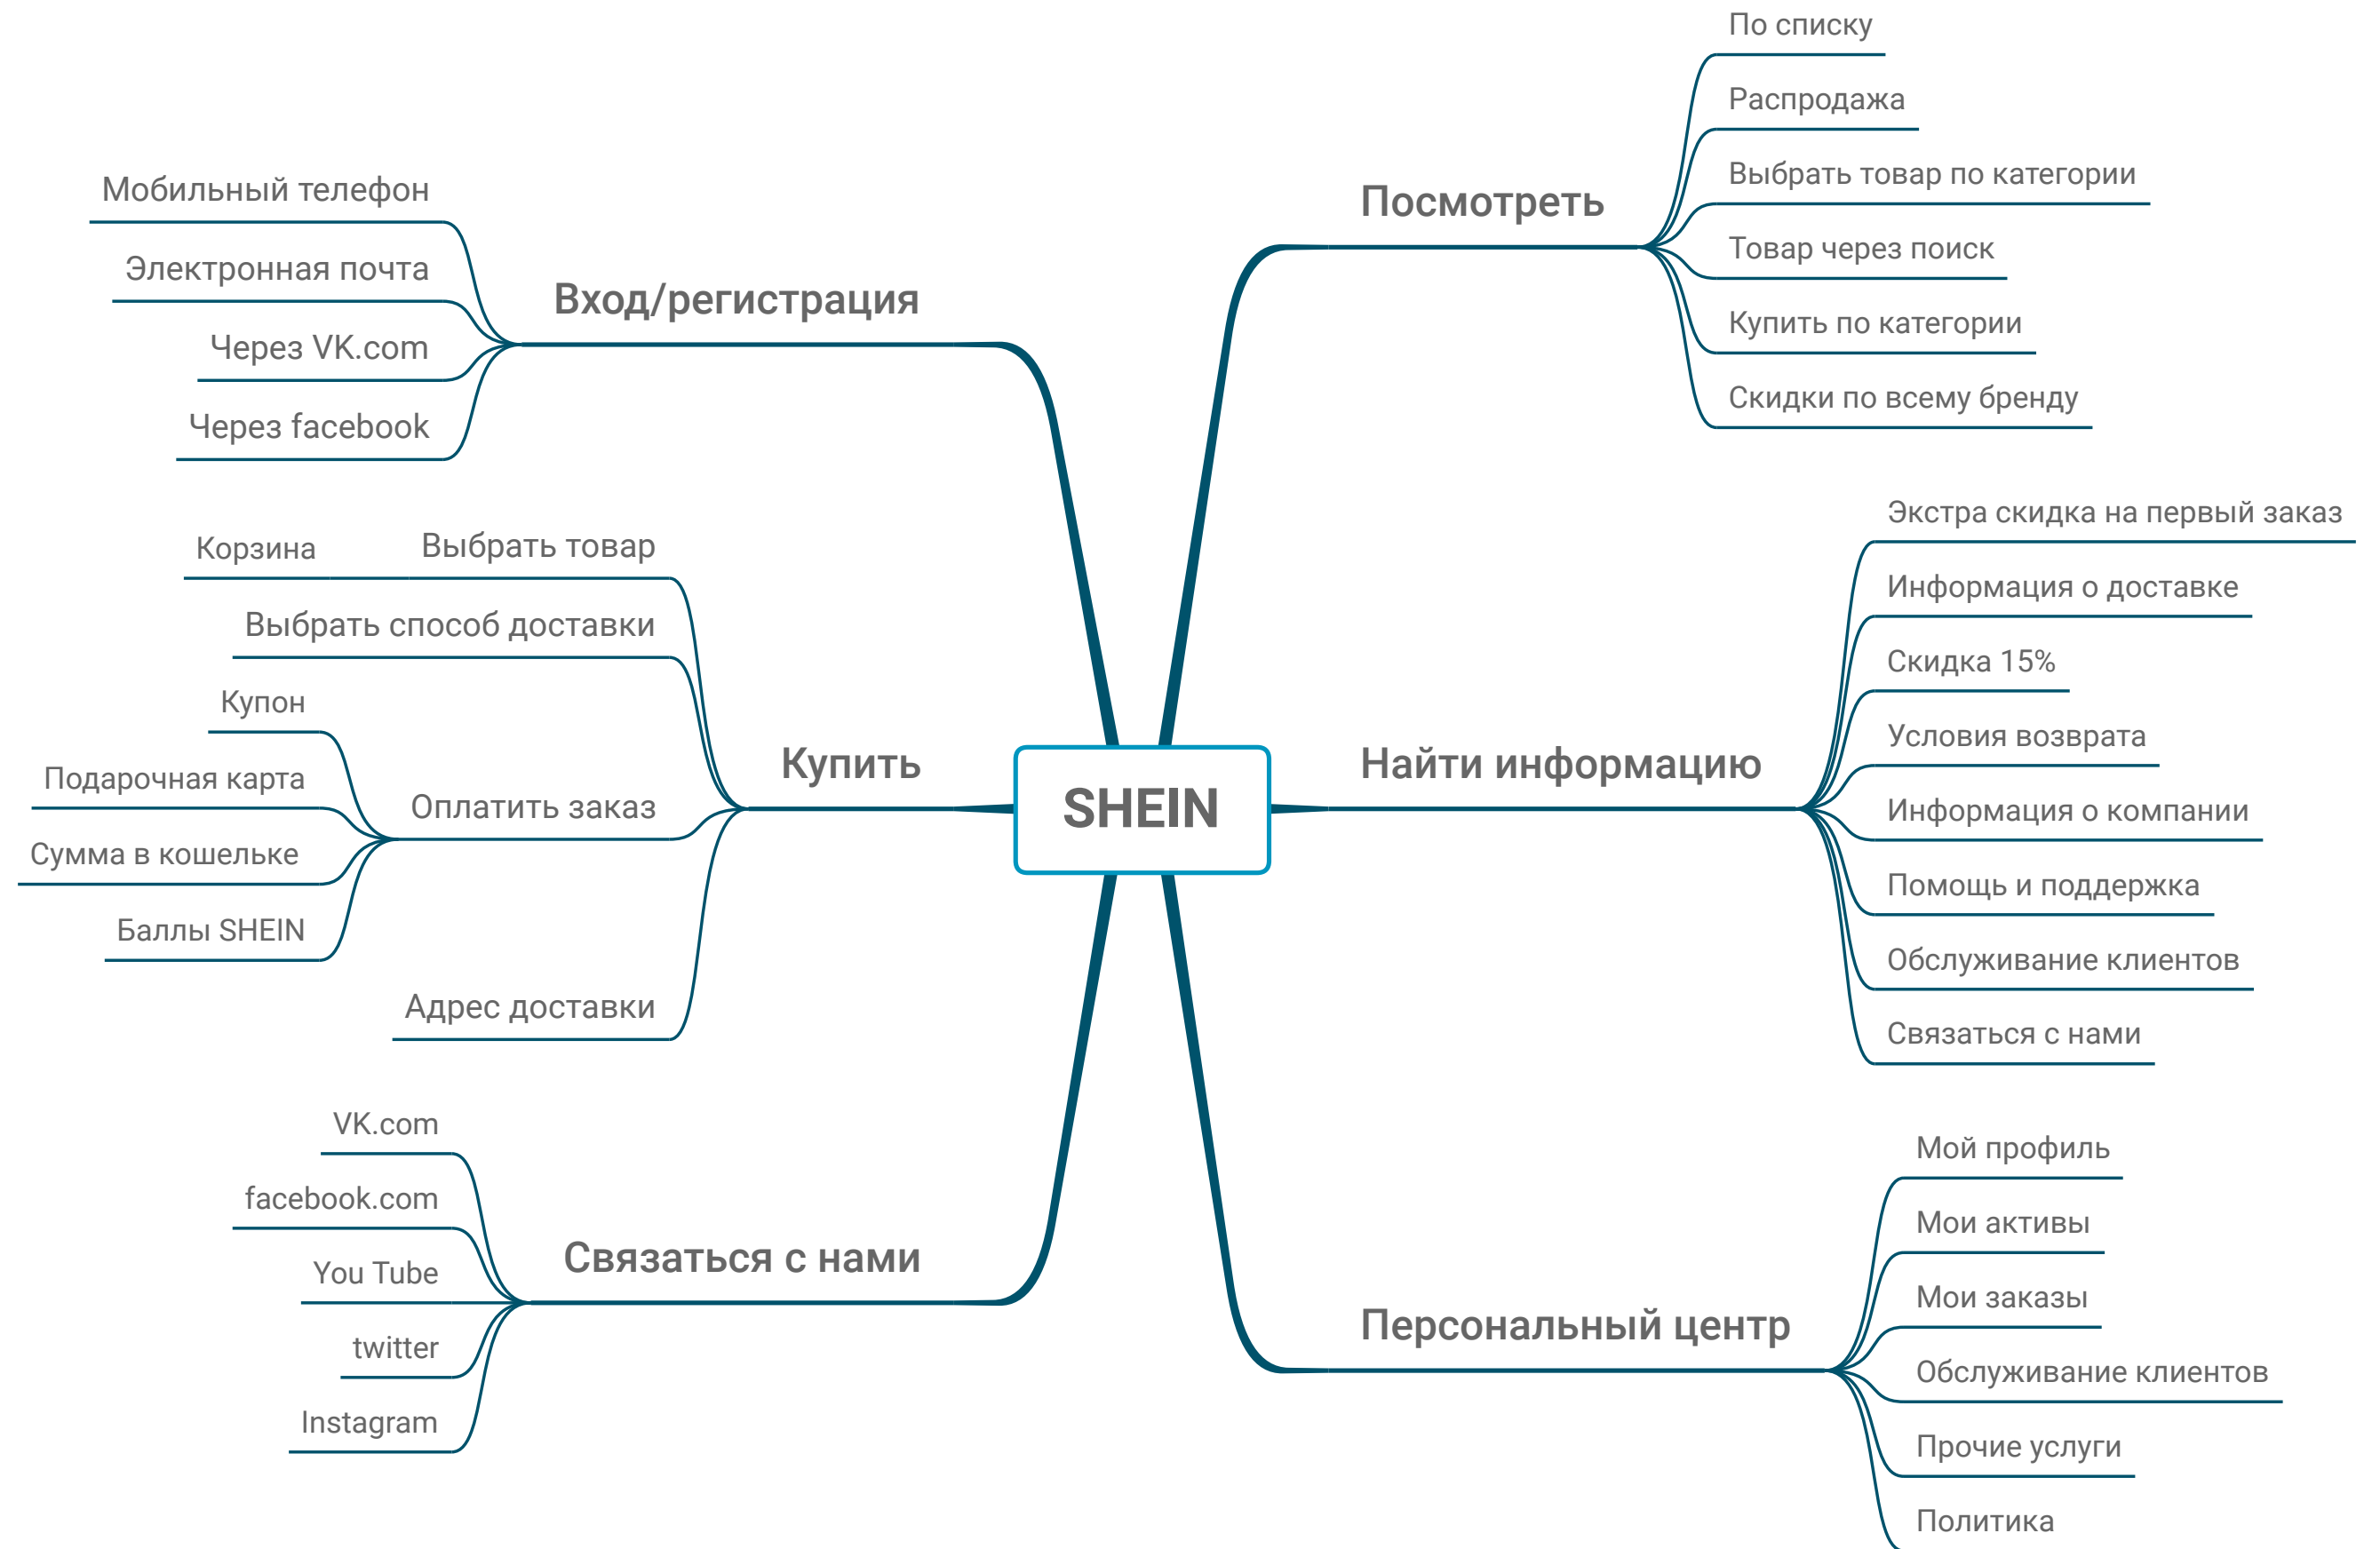 SHEIN
Вход/регистрация
Мобильный телефон
Электронная почта
Через VK.com
Через facebook
Купить
Выбрать товар
Корзина
Выбрать способ доставки
Оплатить заказ
Купон
Подарочная карта
Сумма в кошельке
Баллы SHEIN
Адрес доставки
Связаться с нами
VK.com
facebook.com
You Tube
twitter
Instagram
Посмотреть
По списку
Распродажа
Выбрать товар по категории
Товар через поиск
Купить по категории
Скидки по всему бренду
Найти информацию
Экстра скидка на первый заказ
Информация о доставке
Скидка 15%
Условия возврата
Информация о компании
Помощь и поддержка
Обслуживание клиентов
Связаться с нами
Персональный центр
Мой профиль
Мои активы
Мои заказы
Обслуживание клиентов
Прочие услуги
Политика